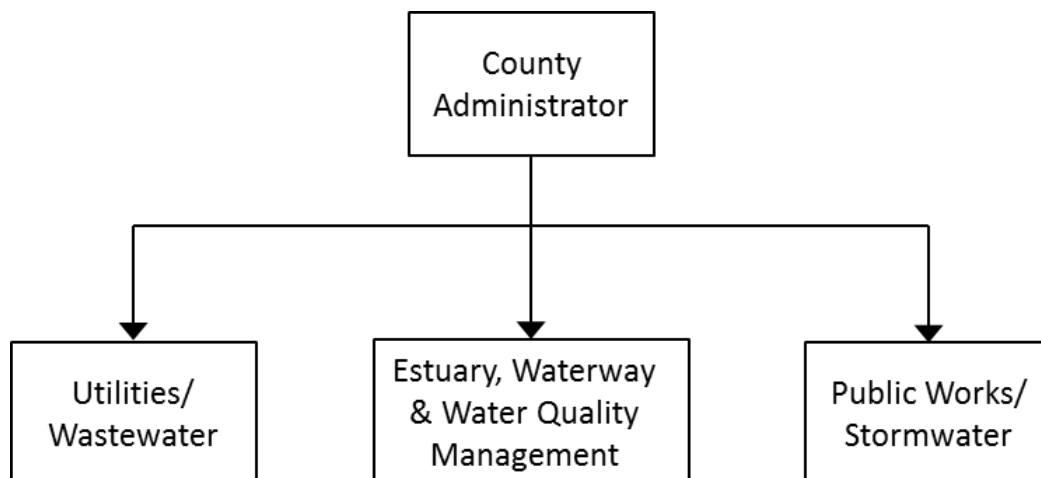 County
Administrator
Utilities/
Wastewater
Estuary, Waterway
& Water Quality
Management
Public Works/
Stormwater